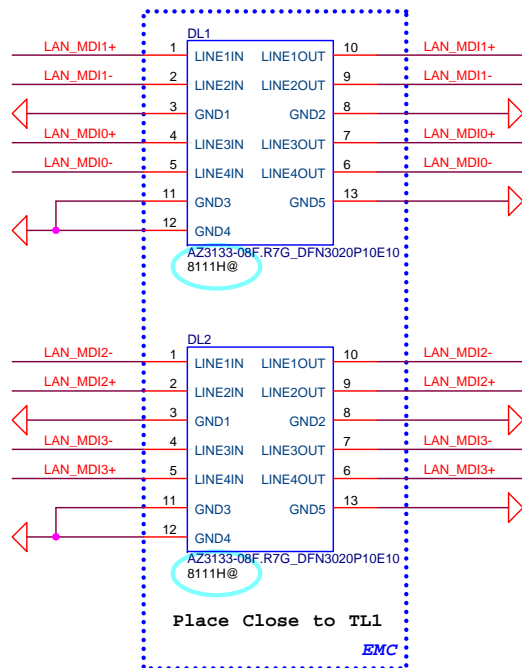 DL1
LAN_MDI1+ 1 LINE1IN LINE1OUT 10 LAN_MDI1+
LAN_MDI1- 2 LINE2IN LINE2OUT 9 LAN_MDI1-
3 GND1 GND2 8
LAN_MDI0+ 4 LINE3IN LINE3OUT 7 LAN_MDI0+
LAN_MDI0- 5 LINE4IN LINE4OUT 6 LAN_MDI0-
11 GND3 GND5 13
12 GND4
AZ3133-08F.R7G_DFN3020P10E10
8111H@
DL2
LAN_MDI2- 1 LINE1IN LINE1OUT 10 LAN_MDI2-
LAN_MDI2+ 2 LINE2IN LINE2OUT 9 LAN_MDI2+
3 GND1 GND2 8
LAN_MDI3- 4 LINE3IN LINE3OUT 7 LAN_MDI3-
LAN_MDI3+ 5 LINE4IN LINE4OUT 6 LAN_MDI3+
11 GND3 GND5 13
12 GND4
AZ3133-08F.R7G_DFN3020P10E10
8111H@
Place Close to TL1
EMC